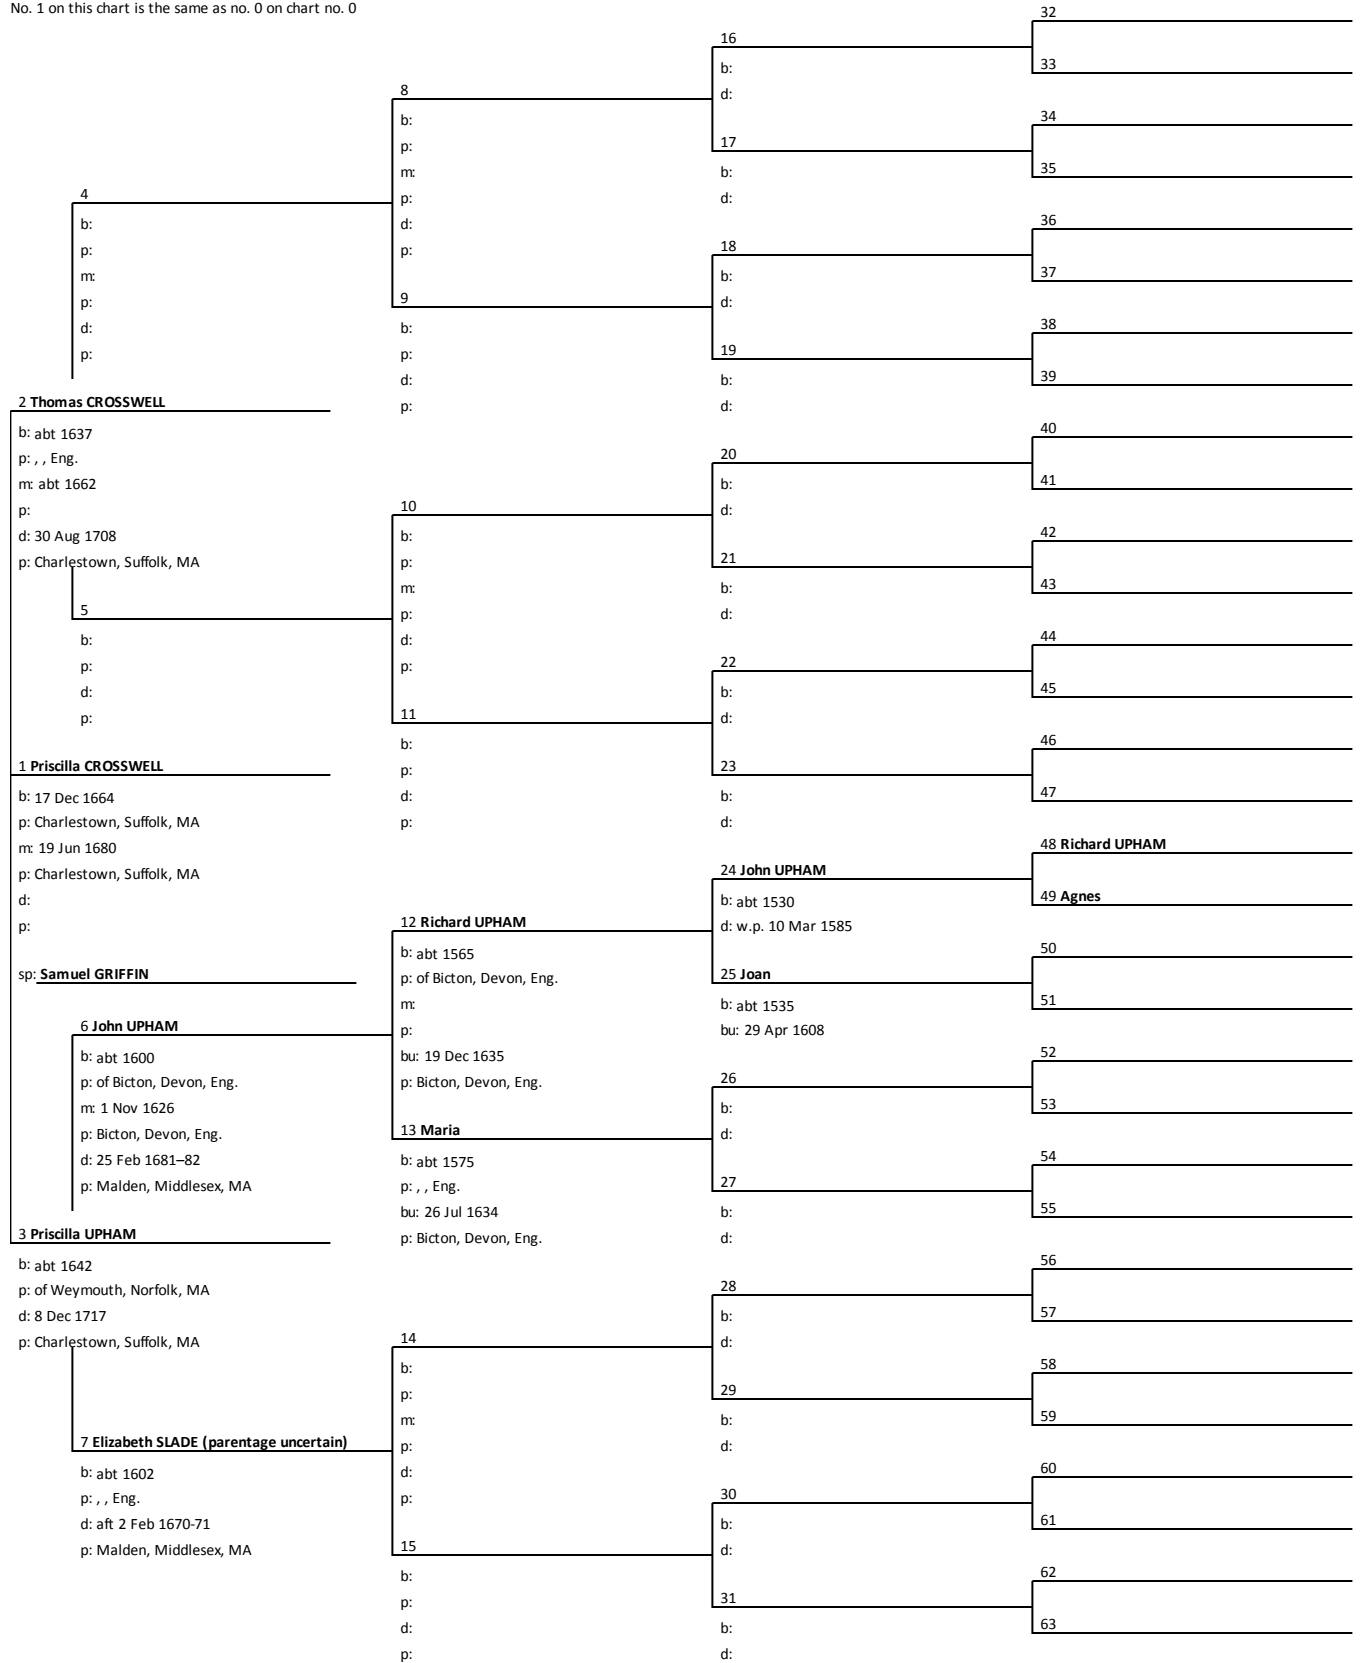 No. 1 on this chart is the same as no. 0 on chart no. 0
4
b:
p:
m:
p:
d:
p:
2 Thomas CROSSWELL
b: abt 1637
p: , , Eng.
m: abt 1662
p:
d: 30 Aug 1708
p: Charlestown, Suffolk, MA
5
b:
p:
d:
p:
1 Priscilla CROSSWELL
b: 17 Dec 1664
p: Charlestown, Suffolk, MA
m: 19 Jun 1680
p: Charlestown, Suffolk, MA
d:
p:
sp: Samuel GRIFFIN
6 John UPHAM
b: abt 1600
p: of Bicton, Devon, Eng.
m: 1 Nov 1626
p: Bicton, Devon, Eng.
d: 25 Feb 1681–82
p: Malden, Middlesex, MA
3 Priscilla UPHAM
b: abt 1642
p: of Weymouth, Norfolk, MA
d: 8 Dec 1717
p: Charlestown, Suffolk, MA
7 Elizabeth SLADE (parentage uncertain)
b: abt 1602
p: , , Eng.
d: aft 2 Feb 1670-71
p: Malden, Middlesex, MA
8
b:
p:
m:
p:
d:
p:
9
b:
p:
d:
p:
10
b:
p:
m:
p:
d:
p:
11
b:
p:
d:
p:
12 Richard UPHAM
b: abt 1565
p: of Bicton, Devon, Eng.
m:
p:
bu: 19 Dec 1635
p: Bicton, Devon, Eng.
13 Maria
b: abt 1575
p: , , Eng.
bu: 26 Jul 1634
p: Bicton, Devon, Eng.
14
b:
p:
m:
p:
d:
p:
15
b:
p:
d:
p:
16
b:
d:
17
b:
d:
18
b:
d:
19
b:
d:
20
b:
d:
21
b:
d:
22
b:
d:
23
b:
d:
24 John UPHAM
b: abt 1530
d: w.p. 10 Mar 1585
25 Joan
b: abt 1535
bu: 29 Apr 1608
26
b:
d:
27
b:
d:
28
b:
d:
29
b:
d:
30
b:
d:
31
b:
d:
32
33
34
35
36
37
38
39
40
41
42
43
44
45
46
47
48 Richard UPHAM
49 Agnes
50
51
52
53
54
55
56
57
58
59
60
61
62
63